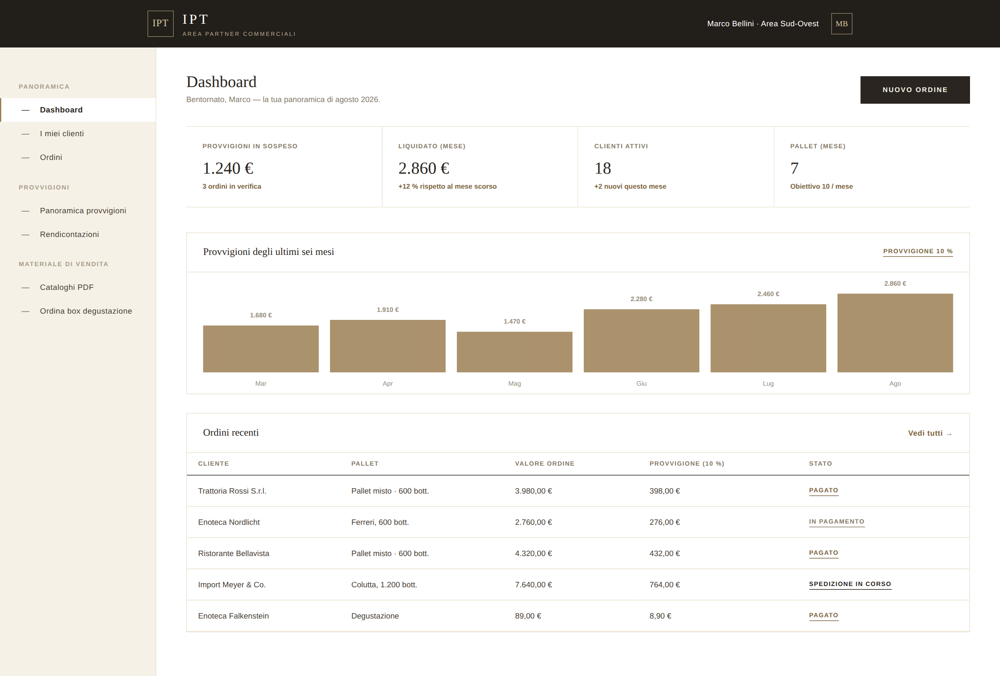 IPT
IPT
AREA PARTNER COMMERCIALI
Marco Bellini · Area Sud-Ovest
MB
PANORAMICA
— Dashboard
— I miei clienti
— Ordini
PROVVIGIONI
— Panoramica provvigioni
— Rendicontazioni
MATERIALE DI VENDITA
— Cataloghi PDF
— Ordina box degustazione
Dashboard
Bentornato, Marco — la tua panoramica di agosto 2026.
NUOVO ORDINE
PROVVIGIONI IN SOSPESO
1.240 €
3 ordini in verifica
LIQUIDATO (MESE)
2.860 €
+12 % rispetto al mese scorso
CLIENTI ATTIVI
18
+2 nuovi questo mese
PALLET (MESE)
7
Obiettivo 10 / mese
Provvigioni degli ultimi sei mesi
PROVVIGIONE 10 %
1.680 €
1.910 €
1.470 €
2.280 €
2.460 €
2.860 €
Mar
Apr
Mag
Giu
Lug
Ago
Ordini recenti
Vedi tutti →
CLIENTE PALLET VALORE ORDINE PROVVIGIONE (10 %) STATO
Trattoria Rossi S.r.l. Pallet misto · 600 bott. 3.980,00 € 398,00 € PAGATO
Enoteca Nordlicht Ferreri, 600 bott. 2.760,00 € 276,00 € IN PAGAMENTO
Ristorante Bellavista Pallet misto · 600 bott. 4.320,00 € 432,00 € PAGATO
Import Meyer & Co. Colutta, 1.200 bott. 7.640,00 € 764,00 € SPEDIZIONE IN CORSO
Enoteca Falkenstein Degustazione 89,00 € 8,90 € PAGATO